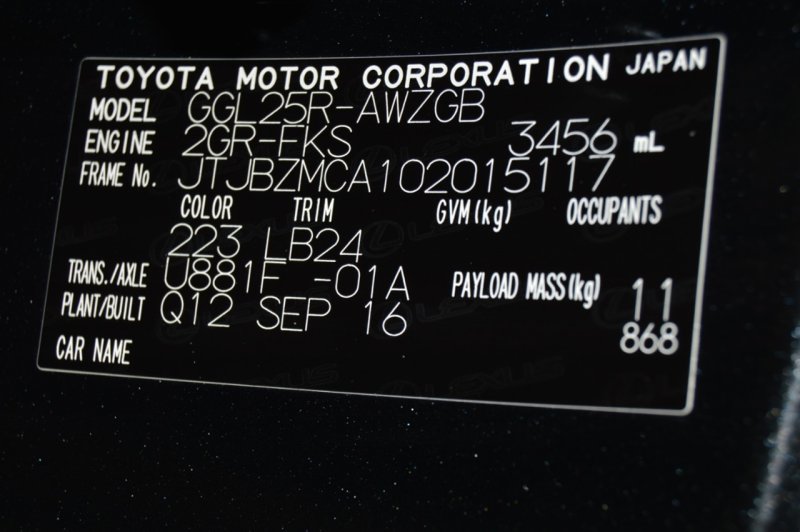 TOYOTA MOTOR CORPORATION JAPAN
MODEL GGL25R-AWZGB
ENGINE 2GR-FKS 3456 mL
FRAME No. JTJBZMCA102015117
COLOR TRIM GVM(kg) OCCUPANTS
223 LB24
TRANS./AXLE U881F -01A PAYLOAD MASS(kg) 11
PLANT/BUILT Q12 SEP 16 868
CAR NAME
LEXUS